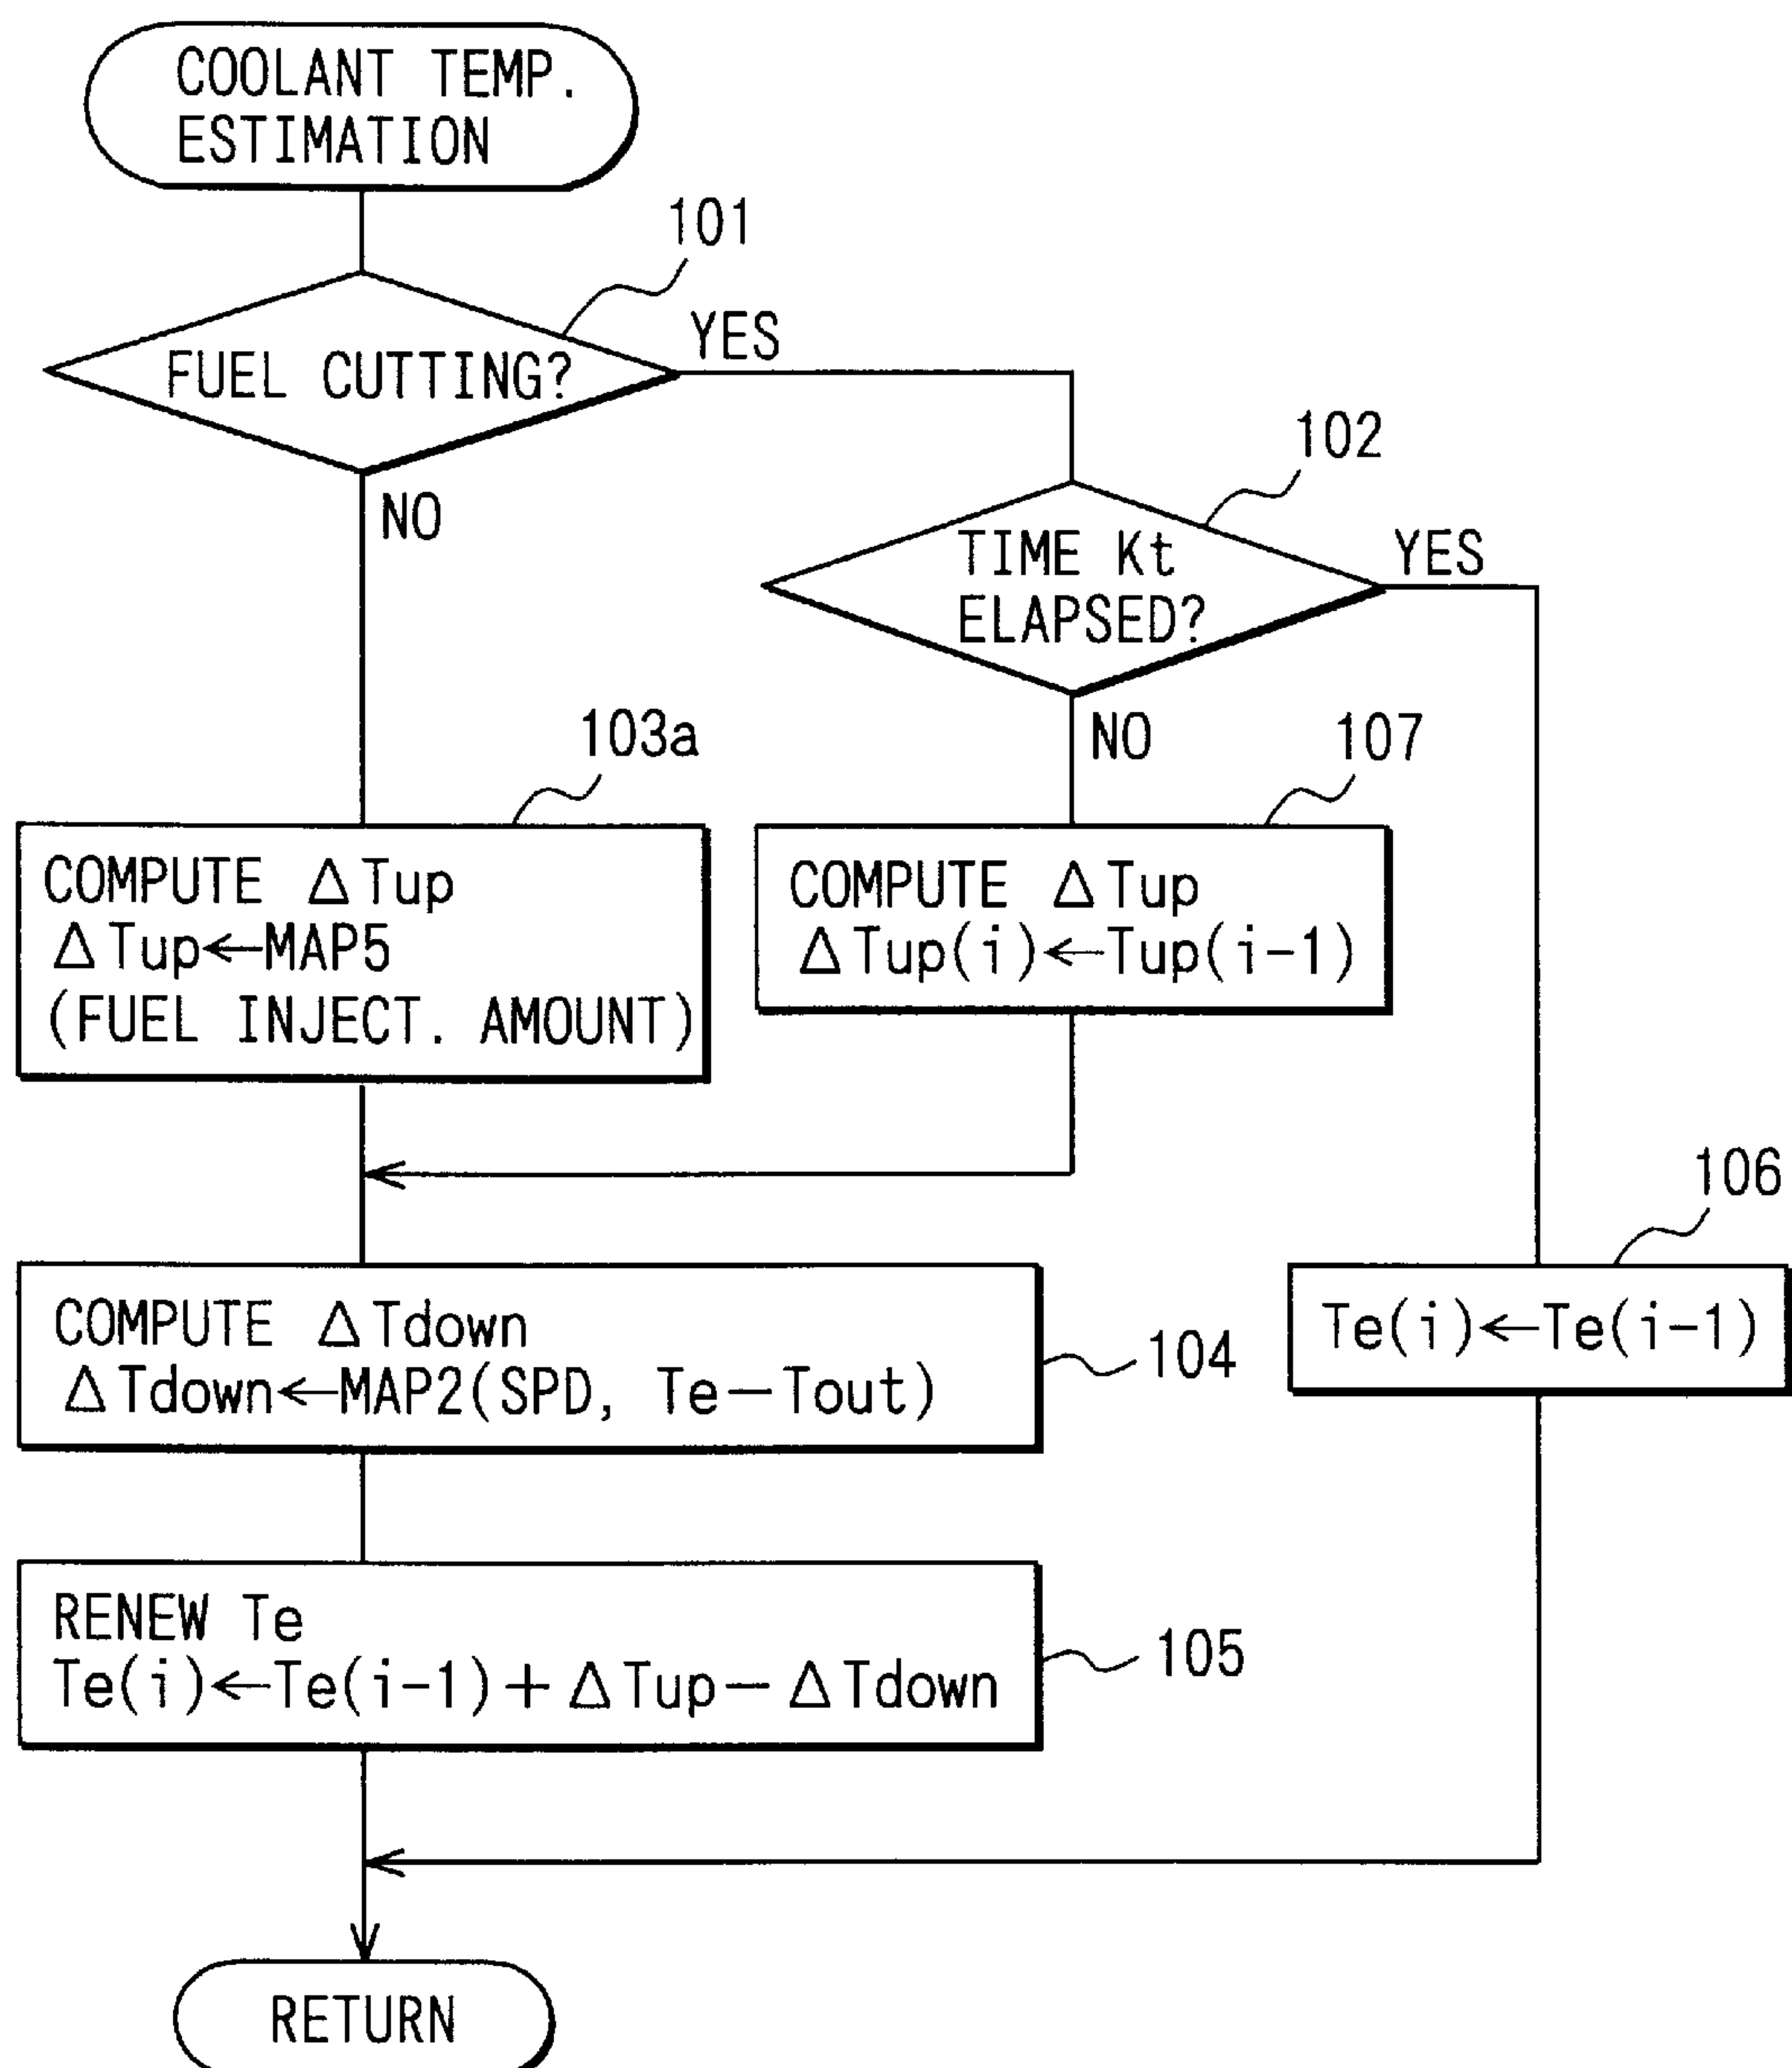 COOLANT TEMP.
ESTIMATION
101
FUEL CUTTING?
YES
NO
102
TIME Kt
ELAPSED?
YES
NO
103a
COMPUTE ΔTup
ΔTup←MAP5
(FUEL INJECT. AMOUNT)
107
COMPUTE ΔTup
ΔTup(i)←Tup(i-1)
COMPUTE ΔTdown
ΔTdown←MAP2(SPD, Te-Tout)
104
106
Te(i)←Te(i-1)
RENEW Te
Te(i)←Te(i-1)+ΔTup-ΔTdown
105
RETURN